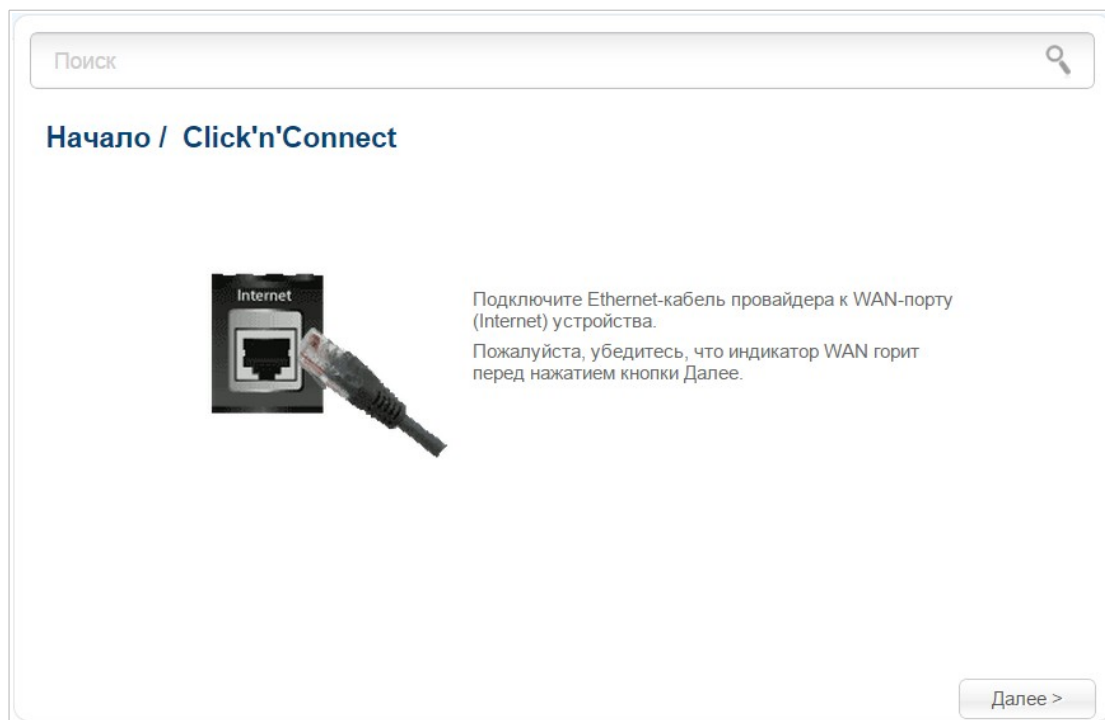 Поиск
Начало / Click'n'Connect
Internet
Подключите Ethernet-кабель провайдера к WAN-порту
(Internet) устройства.
Пожалуйста, убедитесь, что индикатор WAN горит
перед нажатием кнопки Далее.
Далее >